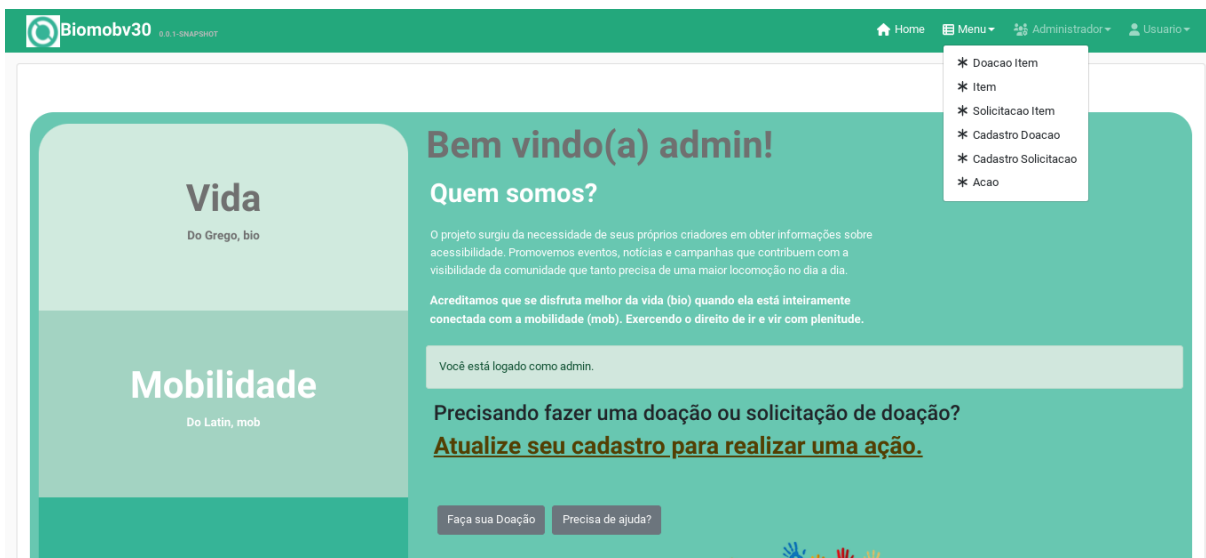 Biomobv30 0.0.1-SNAPSHOT
Home Menu Administrador Usuario
Doacao Item
Item
Solicitacao Item
Cadastro Doacao
Cadastro Solicitacao
Acao
Vida
Do Grego, bio
Mobilidade
Do Latin, mob
Bem vindo(a) admin!
Quem somos?
O projeto surgiu da necessidade de seus próprios criadores em obter informações sobre
acessibilidade. Promovemos eventos, notícias e campanhas que contribuem com a
visibilidade da comunidade que tanto precisa de uma maior locomoção no dia a dia.
Acreditamos que se disfruta melhor da vida (bio) quando ela está inteiramente
conectada com a mobilidade (mob). Exercendo o direito de ir e vir com plenitude.
Você está logado como admin.
Precisando fazer uma doação ou solicitação de doação?
Atualize seu cadastro para realizar uma ação.
Faça sua Doação Precisa de ajuda?